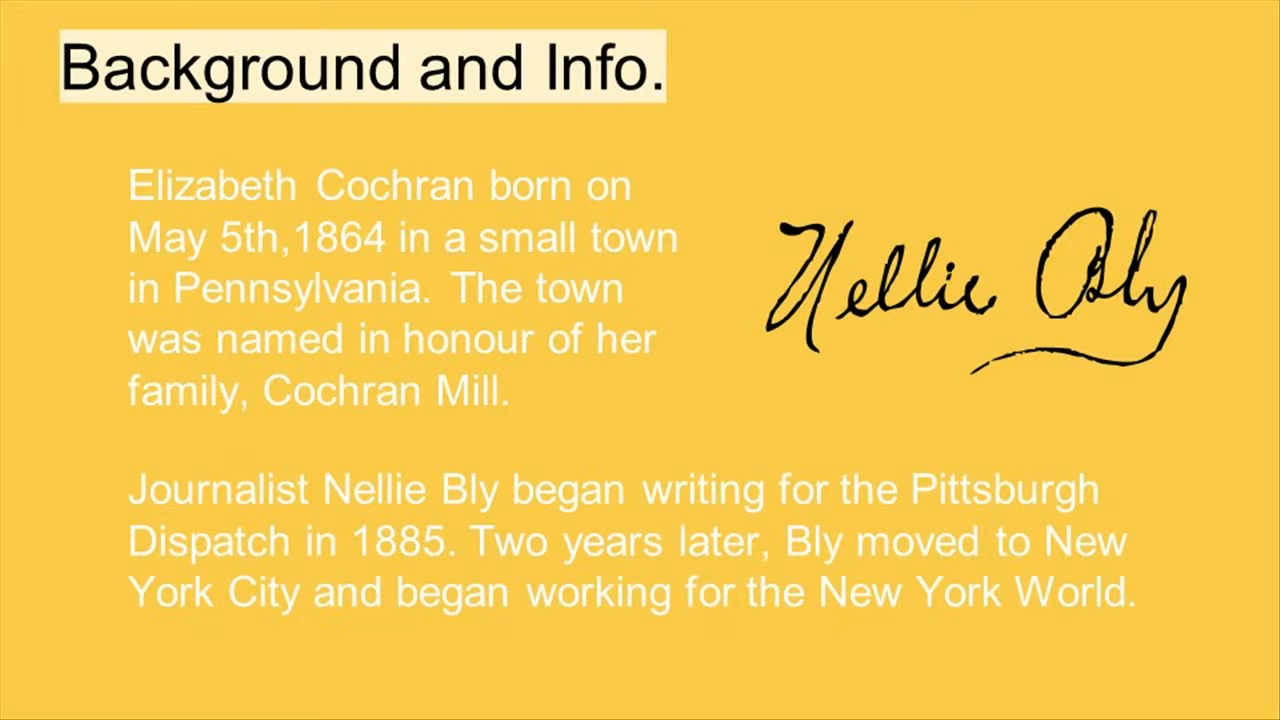 Background and Info.
Elizabeth Cochran born on
May 5th,1864 in a small town
in Pennsylvania. The town
was named in honour of her
family, Cochran Mill.
Nellie Bly
Journalist Nellie Bly began writing for the Pittsburgh
Dispatch in 1885. Two years later, Bly moved to New
York City and began working for the New York World.